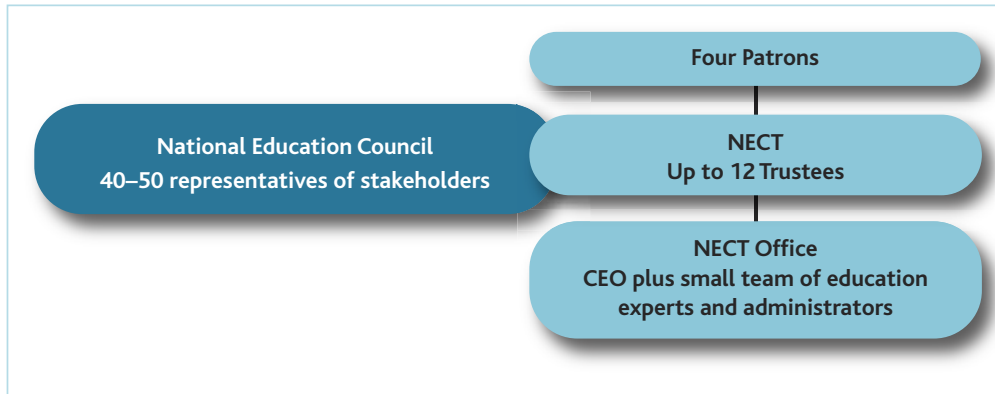 Four Patrons
National Education Council
40–50 representatives of stakeholders
NECT
Up to 12 Trustees
NECT Office
CEO plus small team of education
experts and administrators